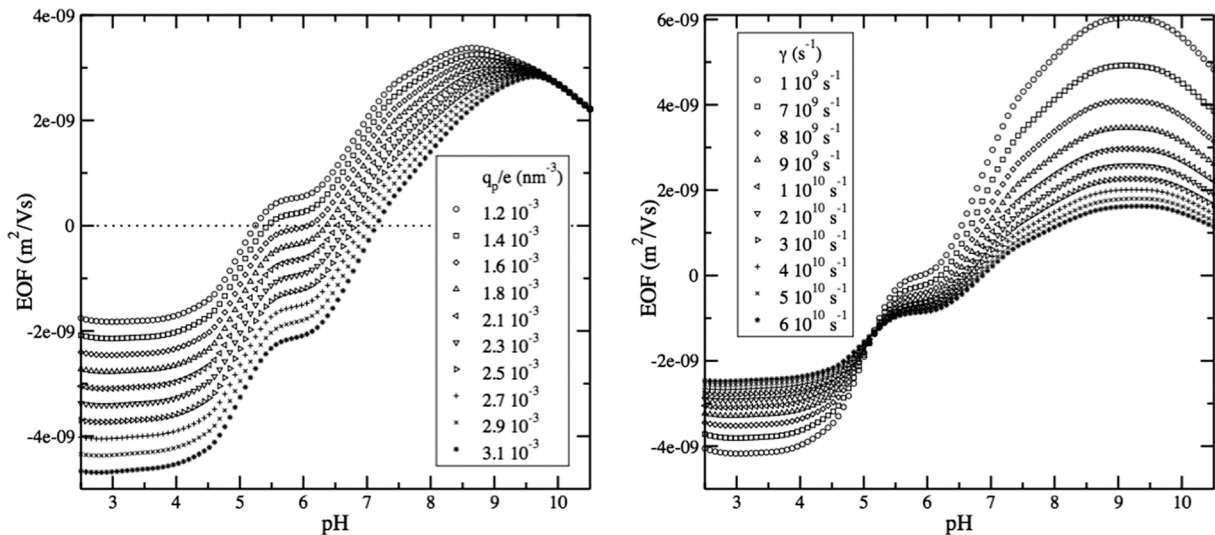 4e-09
2e-09
0
-2e-09
-4e-09
EOF (m²/Vs)
q_p/e (nm⁻³)
1.2 10⁻³
1.4 10⁻³
1.6 10⁻³
1.8 10⁻³
2.1 10⁻³
2.3 10⁻³
2.5 10⁻³
2.7 10⁻³
2.9 10⁻³
3.1 10⁻³
3 4 5 6 7 8 9 10
pH
6e-09
4e-09
2e-09
0
-2e-09
-4e-09
EOF (m²/Vs)
γ (s⁻¹)
1 10⁹ s⁻¹
7 10⁹ s⁻¹
8 10⁹ s⁻¹
9 10⁹ s⁻¹
1 10¹⁰ s⁻¹
2 10¹⁰ s⁻¹
3 10¹⁰ s⁻¹
4 10¹⁰ s⁻¹
5 10¹⁰ s⁻¹
6 10¹⁰ s⁻¹
3 4 5 6 7 8 9 10
pH